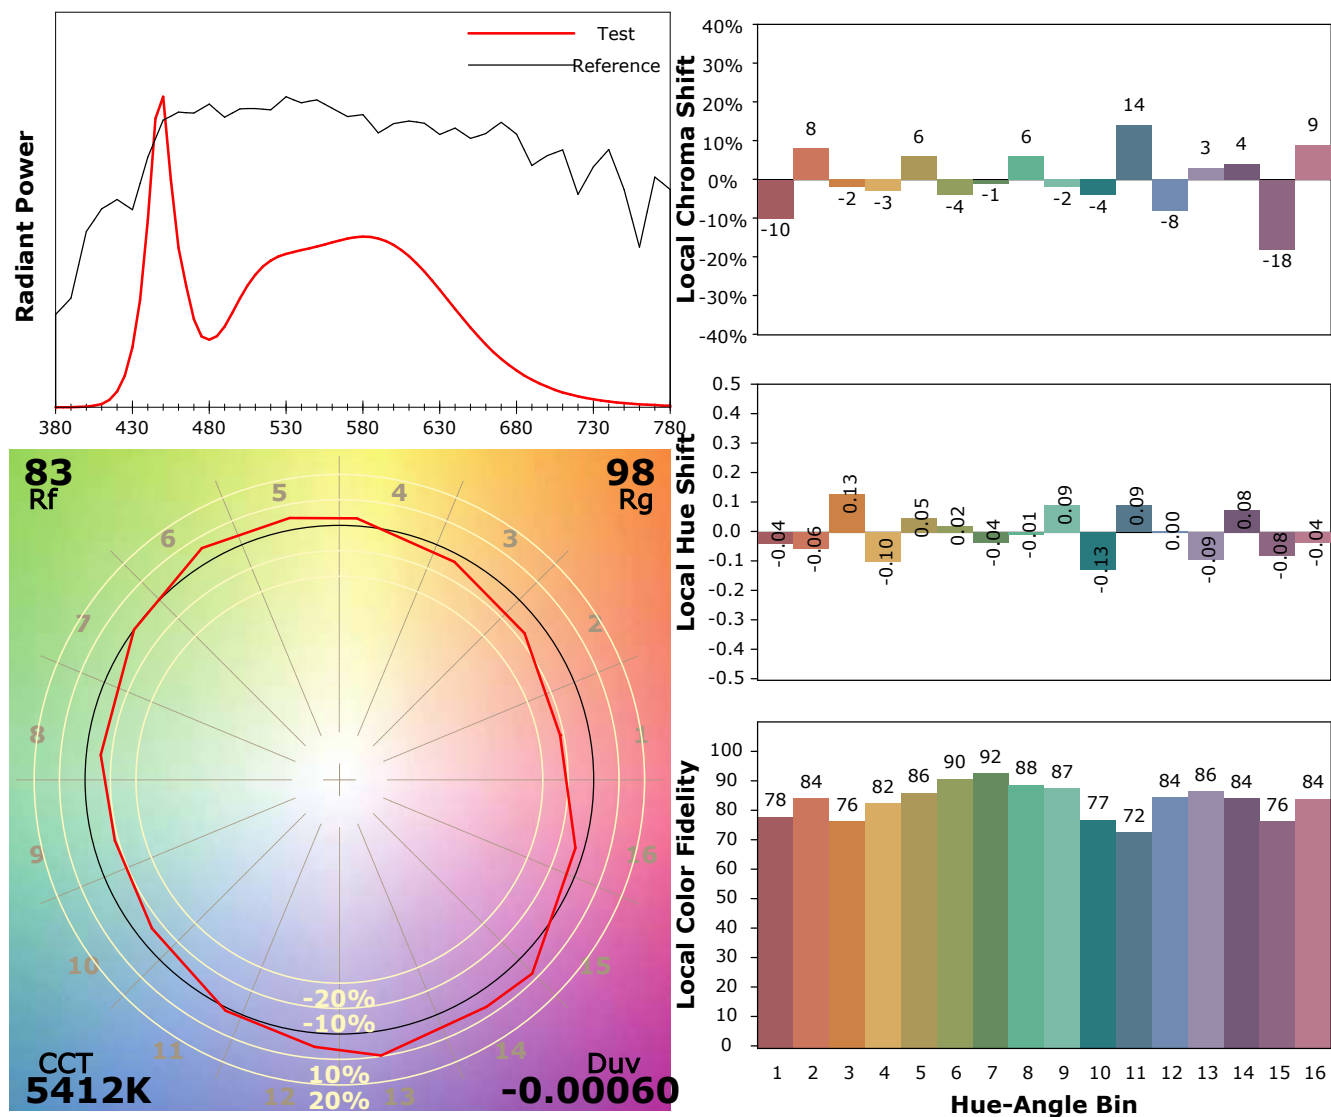 Radiant Power
Test
Reference
380 430 480 530 580 630 680 730 780
Local Chroma Shift
40%
30%
20%
10%
0%
-10%
-20%
-30%
-40%
-10 8 -2 -3 6 -4 -1 6 -2 -4 14 -8 3 4 -18 9
Local Hue Shift
0.5
0.4
0.3
0.2
0.1
0.0
-0.1
-0.2
-0.3
-0.4
-0.5
-0.04 -0.06 0.13 -0.10 0.05 0.02 -0.04 -0.01 0.09 -0.13 0.09 0.00 -0.09 0.08 -0.08 -0.04
83
Rf
98
Rg
5 4
6 3
7 2
8 1
9 16
10 15
11 14
12 13
-20%
-10%
10%
20%
CCT
5412K
Duv
-0.00060
Local Color Fidelity
100
90
80
70
60
50
40
30
20
10
0
78 84 76 82 86 90 92 88 87 77 72 84 86 84 76 84
1 2 3 4 5 6 7 8 9 10 11 12 13 14 15 16
Hue-Angle Bin